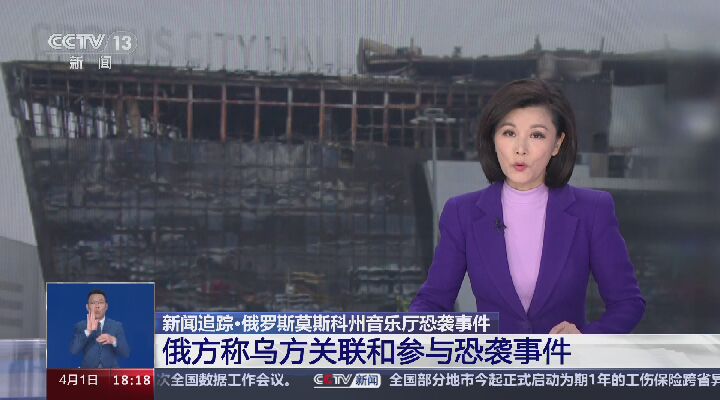 CROCUS CITY HALL
CCTV 13
新闻
新闻追踪·俄罗斯莫斯科州音乐厅恐袭事件
俄方称乌方关联和参与恐袭事件
4月1日 18:18 次全国数据工作会议。 CCTV 新闻 全国部分地市今起正式启动为期1年的工伤保险跨省异